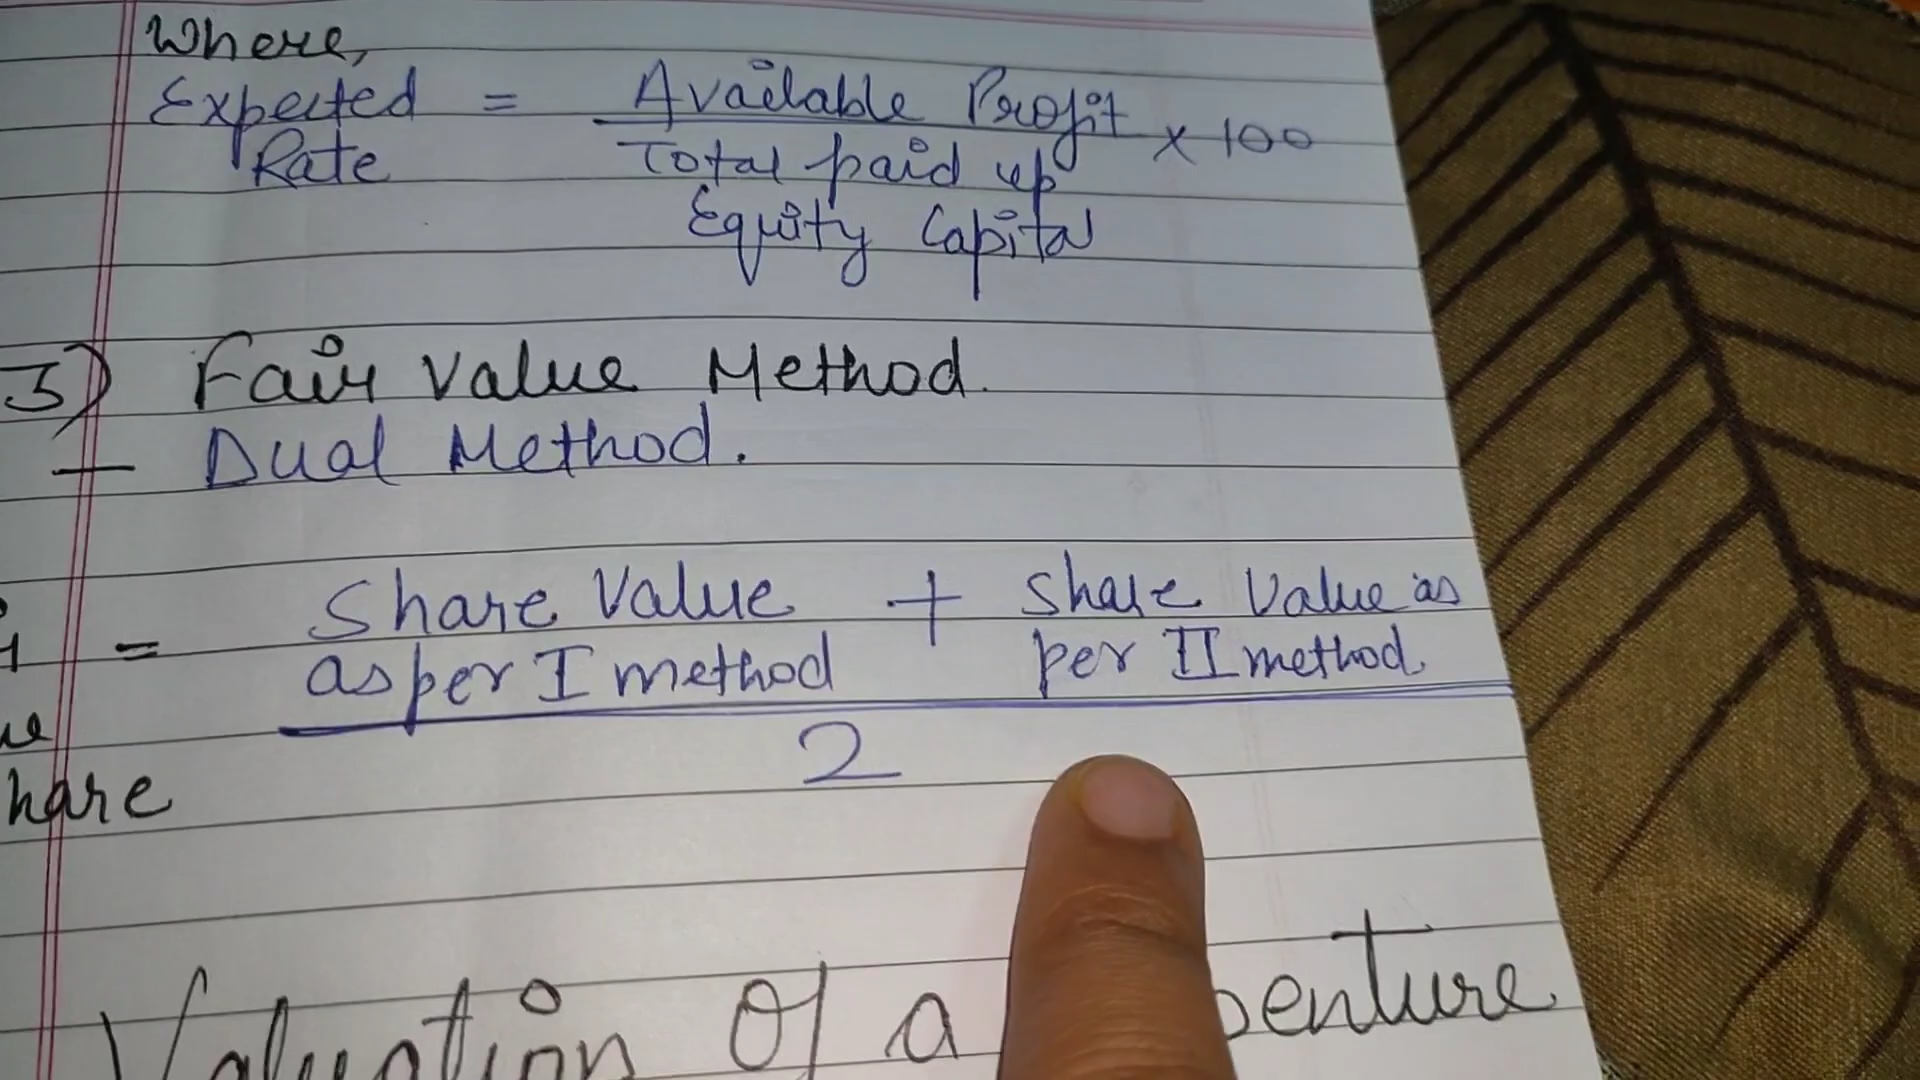 Where,
Expected = Available Profit × 100
Rate Total paid up
Equity Capital
3) Fair Value Method.
— Dual Method.
= Share Value + Share Value as
as per I method per II method
2
hare
Valuation Of a